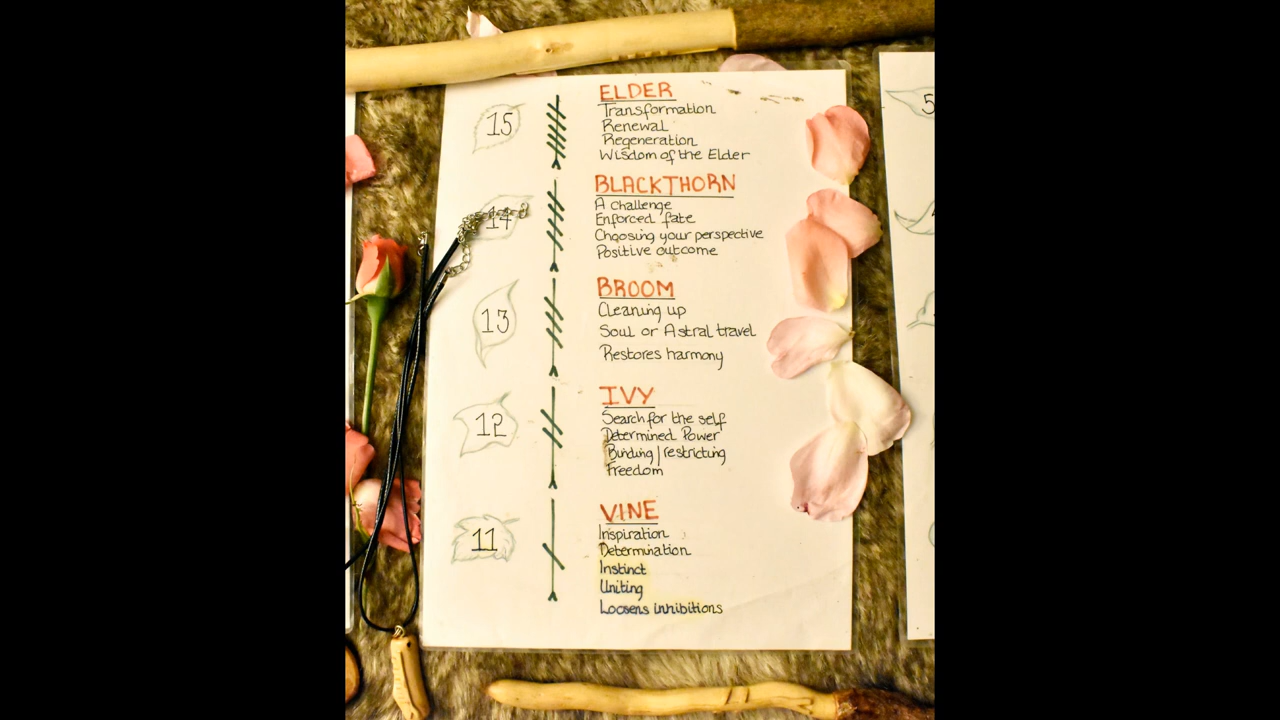 15
ELDER
Transformation
Renewal
Regeneration
Wisdom of the Elder
14
BLACKTHORN
A challenge
Enforced fate
Choosing your perspective
Positive outcome
13
BROOM
Cleaning up
Soul or Astral travel
Restores harmony
12
IVY
Search for the self
Determined Power
Binding/restricting
Freedom
11
VINE
Inspiration
Determination
Instinct
Uniting
Loosens inhibitions
5